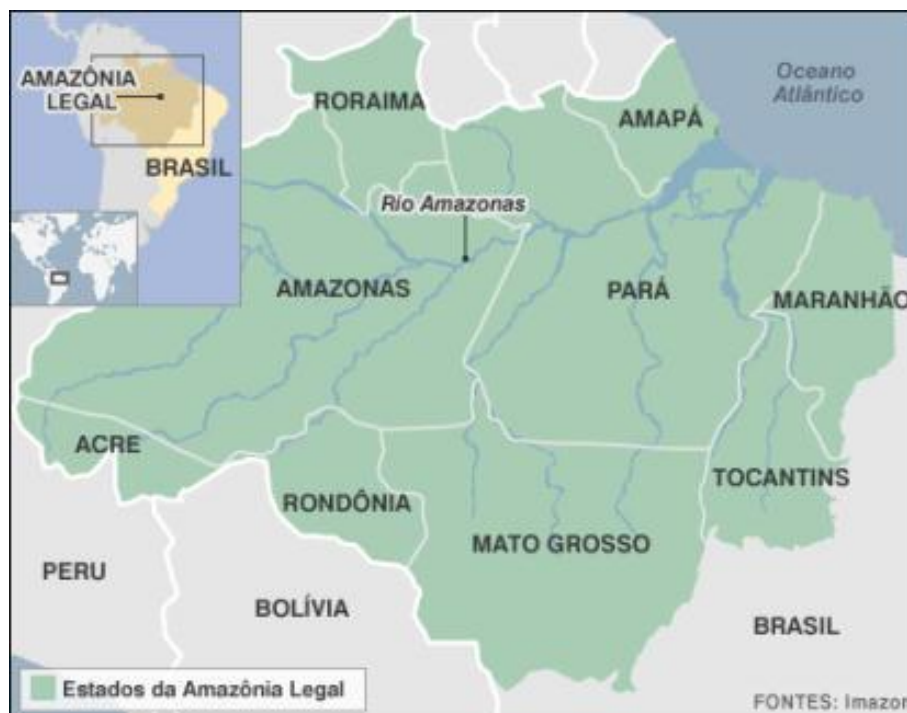 AMAZÔNIA
LEGAL
BRASIL
RORAIMA
AMAPÁ
Oceano
Atlântico
Rio Amazonas
AMAZONAS
PARÁ
MARANHÃO
ACRE
RONDÔNIA
MATO GROSSO
TOCANTINS
PERU
BOLÍVIA
BRASIL
Estados da Amazônia Legal
FONTES: Imazon